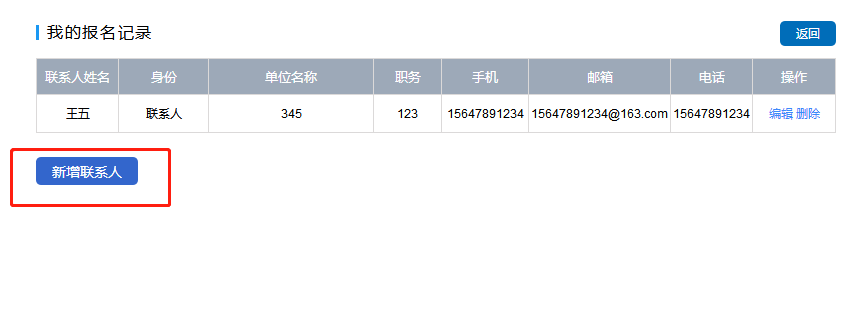 我的报名记录 返回
联系人姓名 身份 单位名称 职务 手机 邮箱 电话 操作
王五 联系人 345 123 15647891234 15647891234@163.com 15647891234 编辑 删除
新增联系人